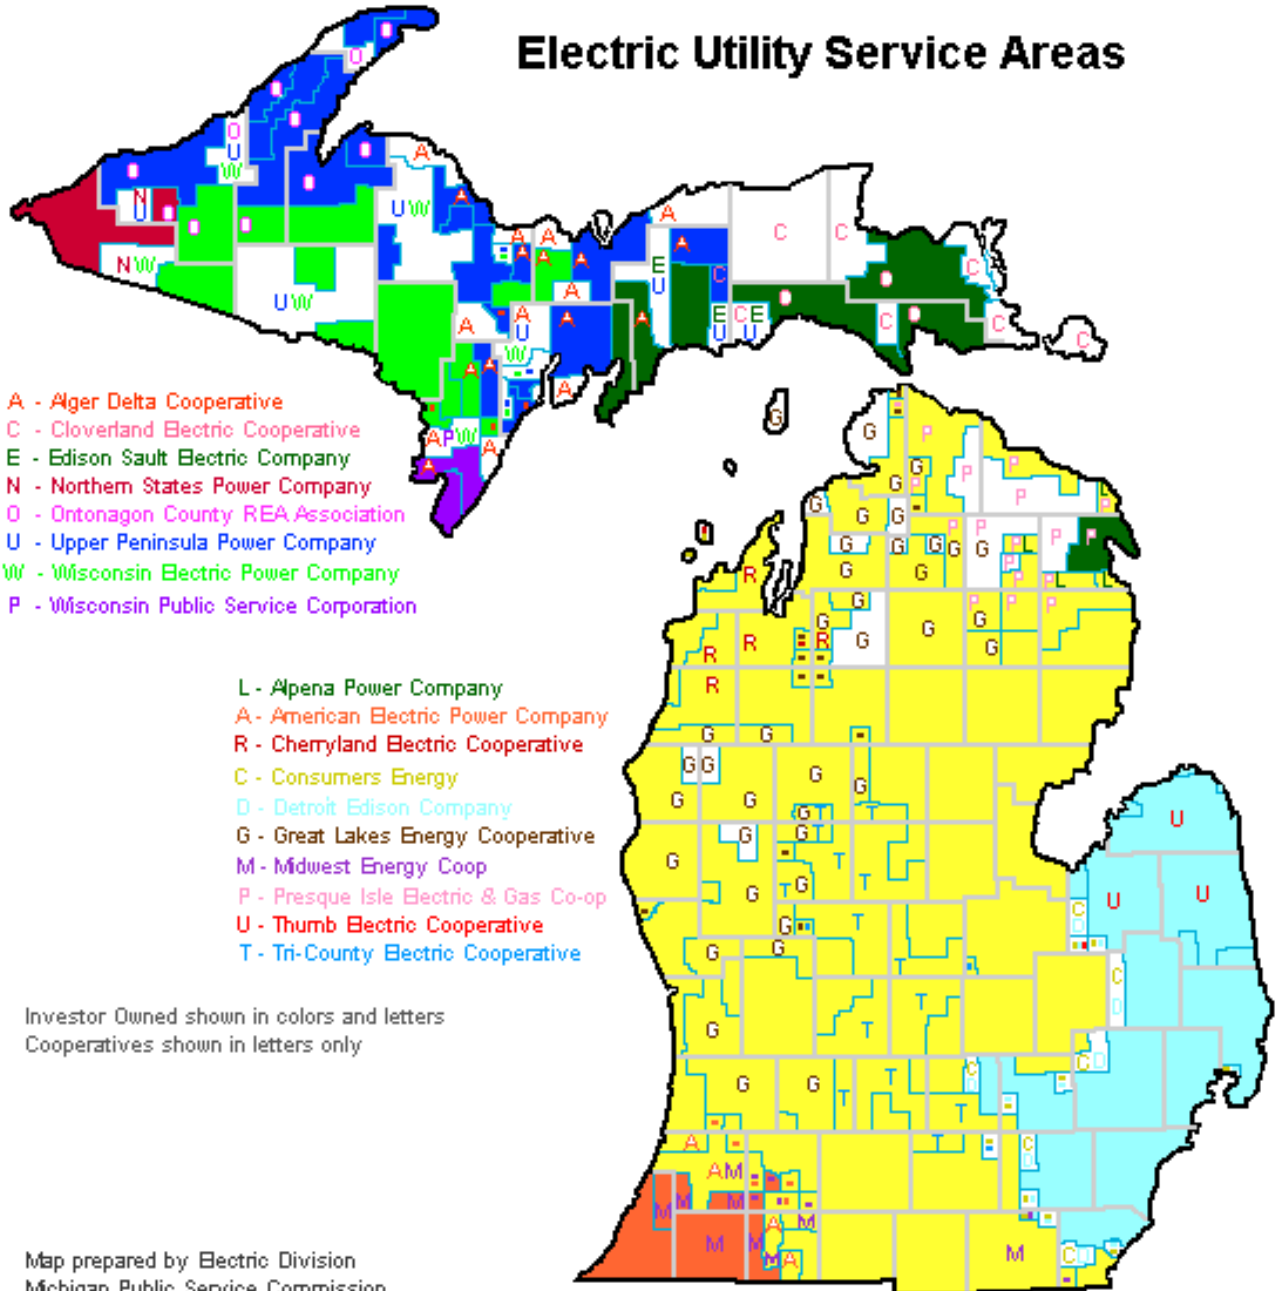 Electric Utility Service Areas
A - Alger Delta Cooperative
C - Cloverland Electric Cooperative
E - Edison Sault Electric Company
N - Northern States Power Company
O - Ontonagon County REA Association
U - Upper Peninsula Power Company
W - Wisconsin Electric Power Company
P - Wisconsin Public Service Corporation
L - Alpena Power Company
A - American Electric Power Company
R - Cherryland Electric Cooperative
C - Consumers Energy
D - Detroit Edison Company
G - Great Lakes Energy Cooperative
M - Midwest Energy Coop
P - Presque Isle Electric & Gas Co-op
U - Thumb Electric Cooperative
T - Tri-County Electric Cooperative
Investor Owned shown in colors and letters
Cooperatives shown in letters only
Map prepared by Electric Division
Michigan Public Service Commission